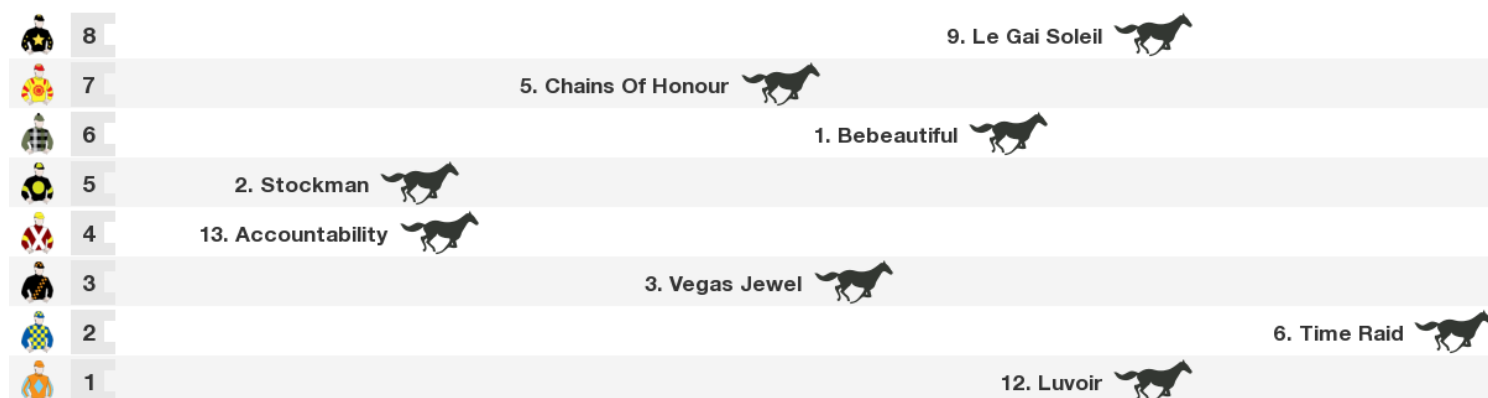 8 9. Le Gai Soleil
7 5. Chains Of Honour
6 1. Bebeautiful
5 2. Stockman
4 13. Accountability
3 3. Vegas Jewel
2 6. Time Raid
1 12. Luvoir